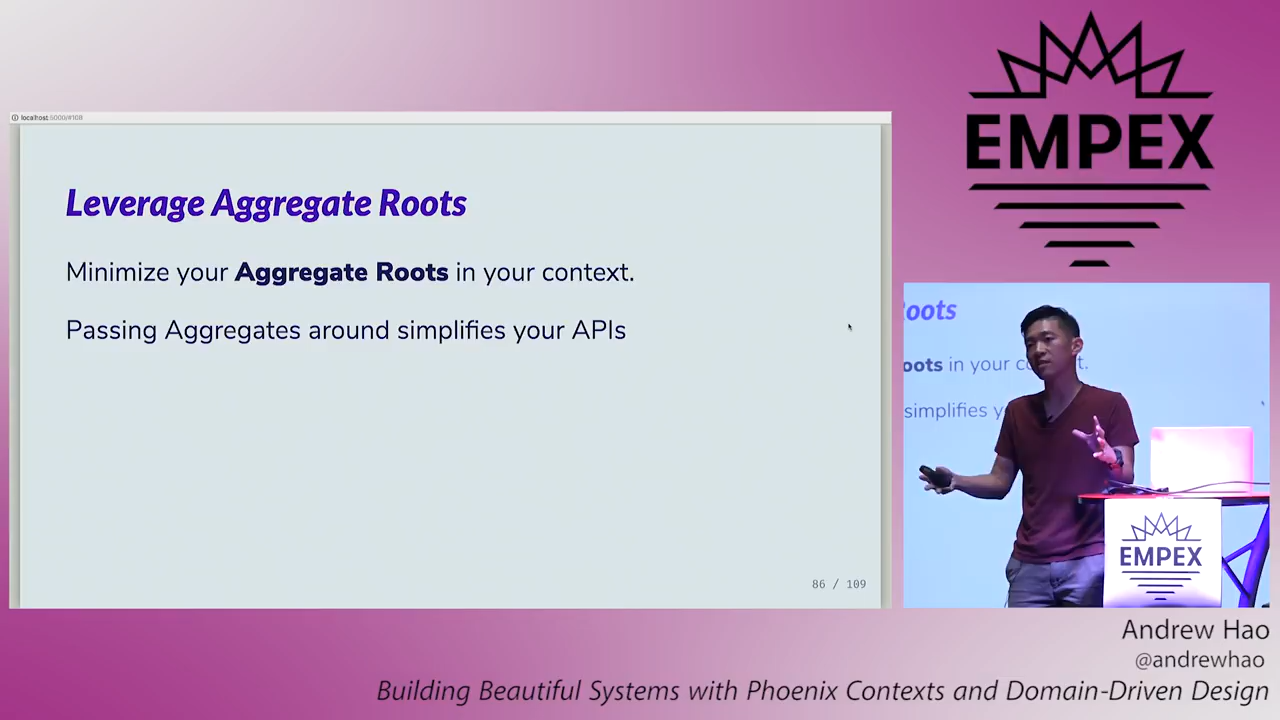 EMPEX
localhost:5000/#108
Leverage Aggregate Roots
Minimize your Aggregate Roots in your context.
Passing Aggregates around simplifies your APIs
86 / 109
Roots
oots in your co t.
simplifies y
EMPEX
Andrew Hao
@andrewhao
Building Beautiful Systems with Phoenix Contexts and Domain-Driven Design